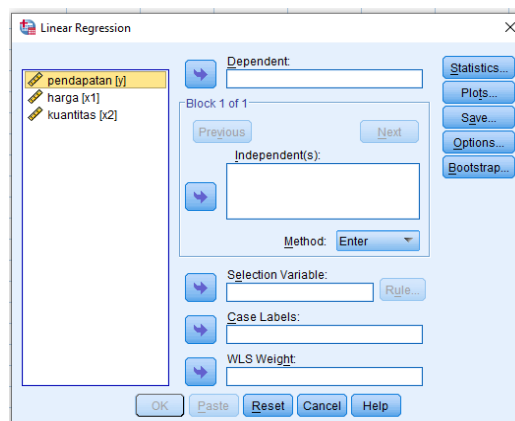 Linear Regression
pendapatan [y]
harga [x1]
kuantitas [x2]
Dependent:
Block 1 of 1
Previous
Next
Independent(s):
Method: Enter
Selection Variable:
Rule...
Case Labels:
WLS Weight:
Statistics...
Plots...
Save...
Options...
Bootstrap...
OK Paste Reset Cancel Help